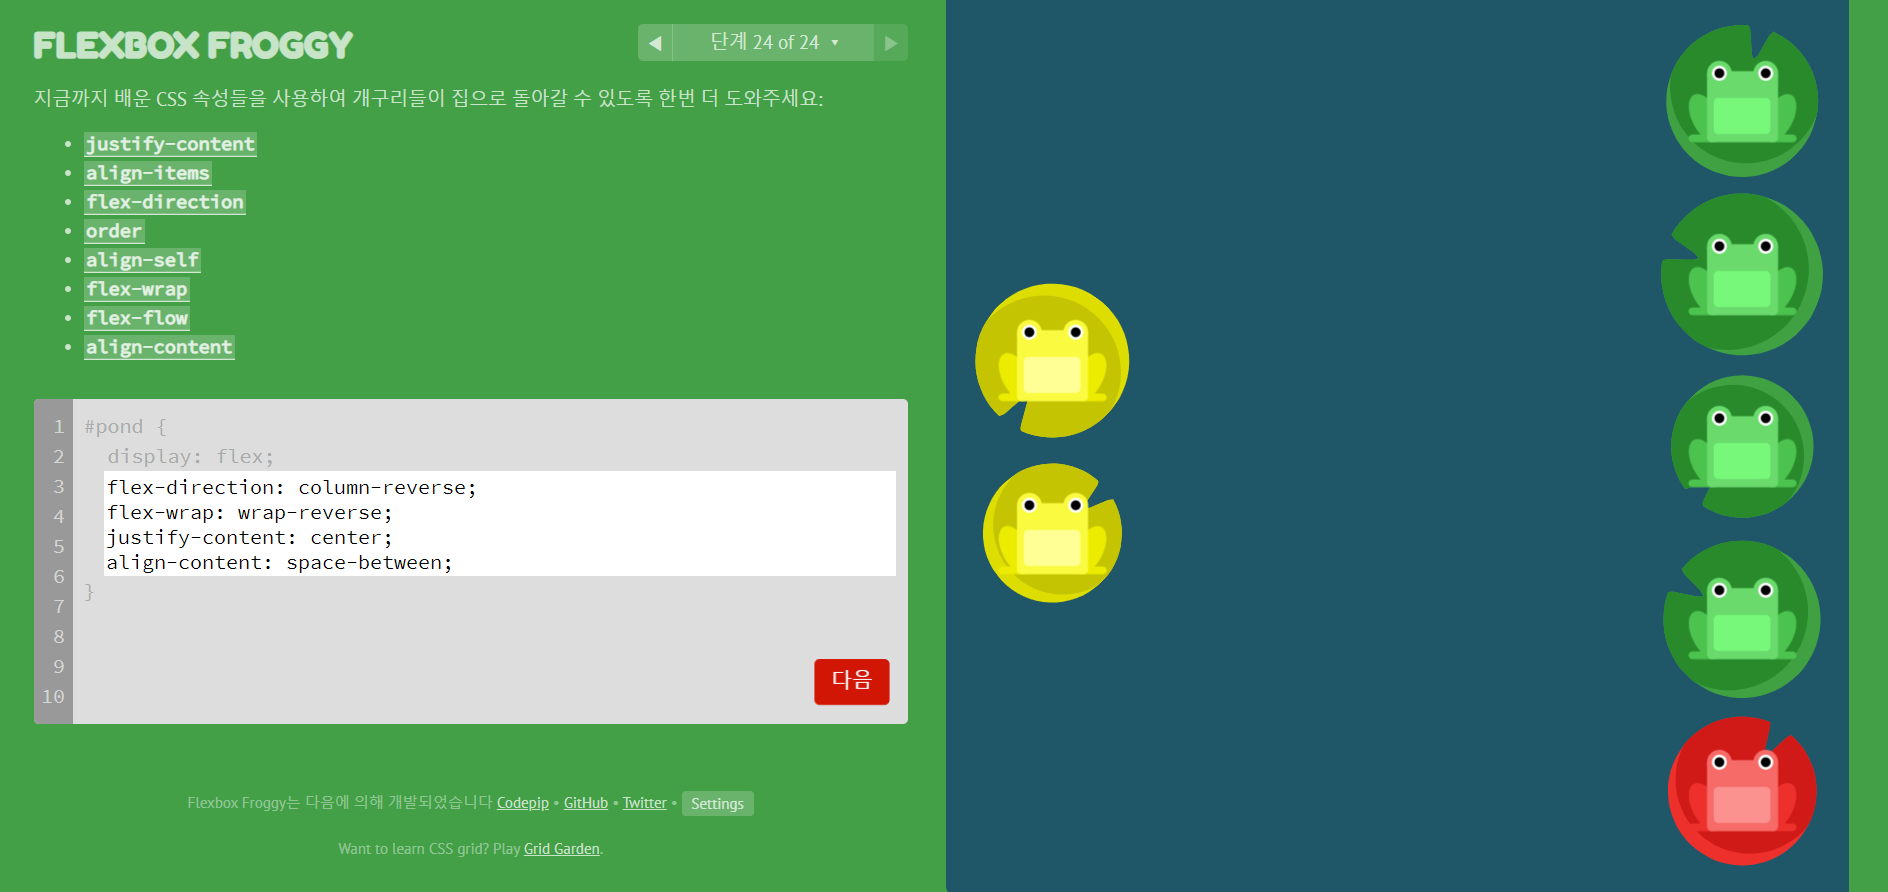 FLEXBOX FROGGY
◀ 단계 24 of 24 ▼ ▶
지금까지 배운 CSS 속성들을 사용하여 개구리들이 집으로 돌아갈 수 있도록 한번 더 도와주세요:
• justify-content
• align-items
• flex-direction
• order
• align-self
• flex-wrap
• flex-flow
• align-content
1 #pond {
2 display: flex;
3 flex-direction: column-reverse;
4 flex-wrap: wrap-reverse;
5 justify-content: center;
6 align-content: space-between;
7 }
8
9
10
다음
Flexbox Froggy는 다음에 의해 개발되었습니다 Codepip • GitHub • Twitter • Settings
Want to learn CSS grid? Play Grid Garden.